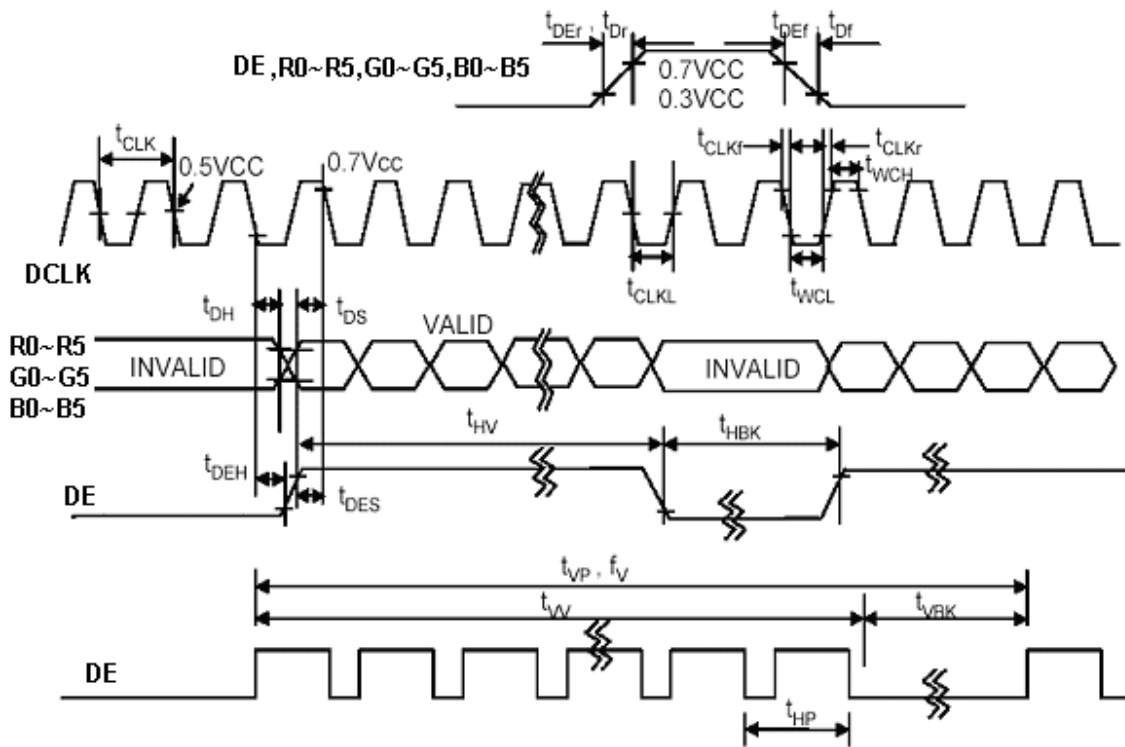 tDEr , tDr
tDEf , tDf
DE ,R0~R5,G0~G5,B0~B5
0.7VCC
0.3VCC
tCLK
0.5VCC
0.7Vcc
tCLKf
tCLKr
tWCH
DCLK
tCLKL
tWCL
tDH
tDS
VALID
R0~R5
G0~G5
B0~B5
INVALID
INVALID
tHV
tHBK
tDEH
DE
tDES
tVP , fV
tVV
tVBK
DE
tHP